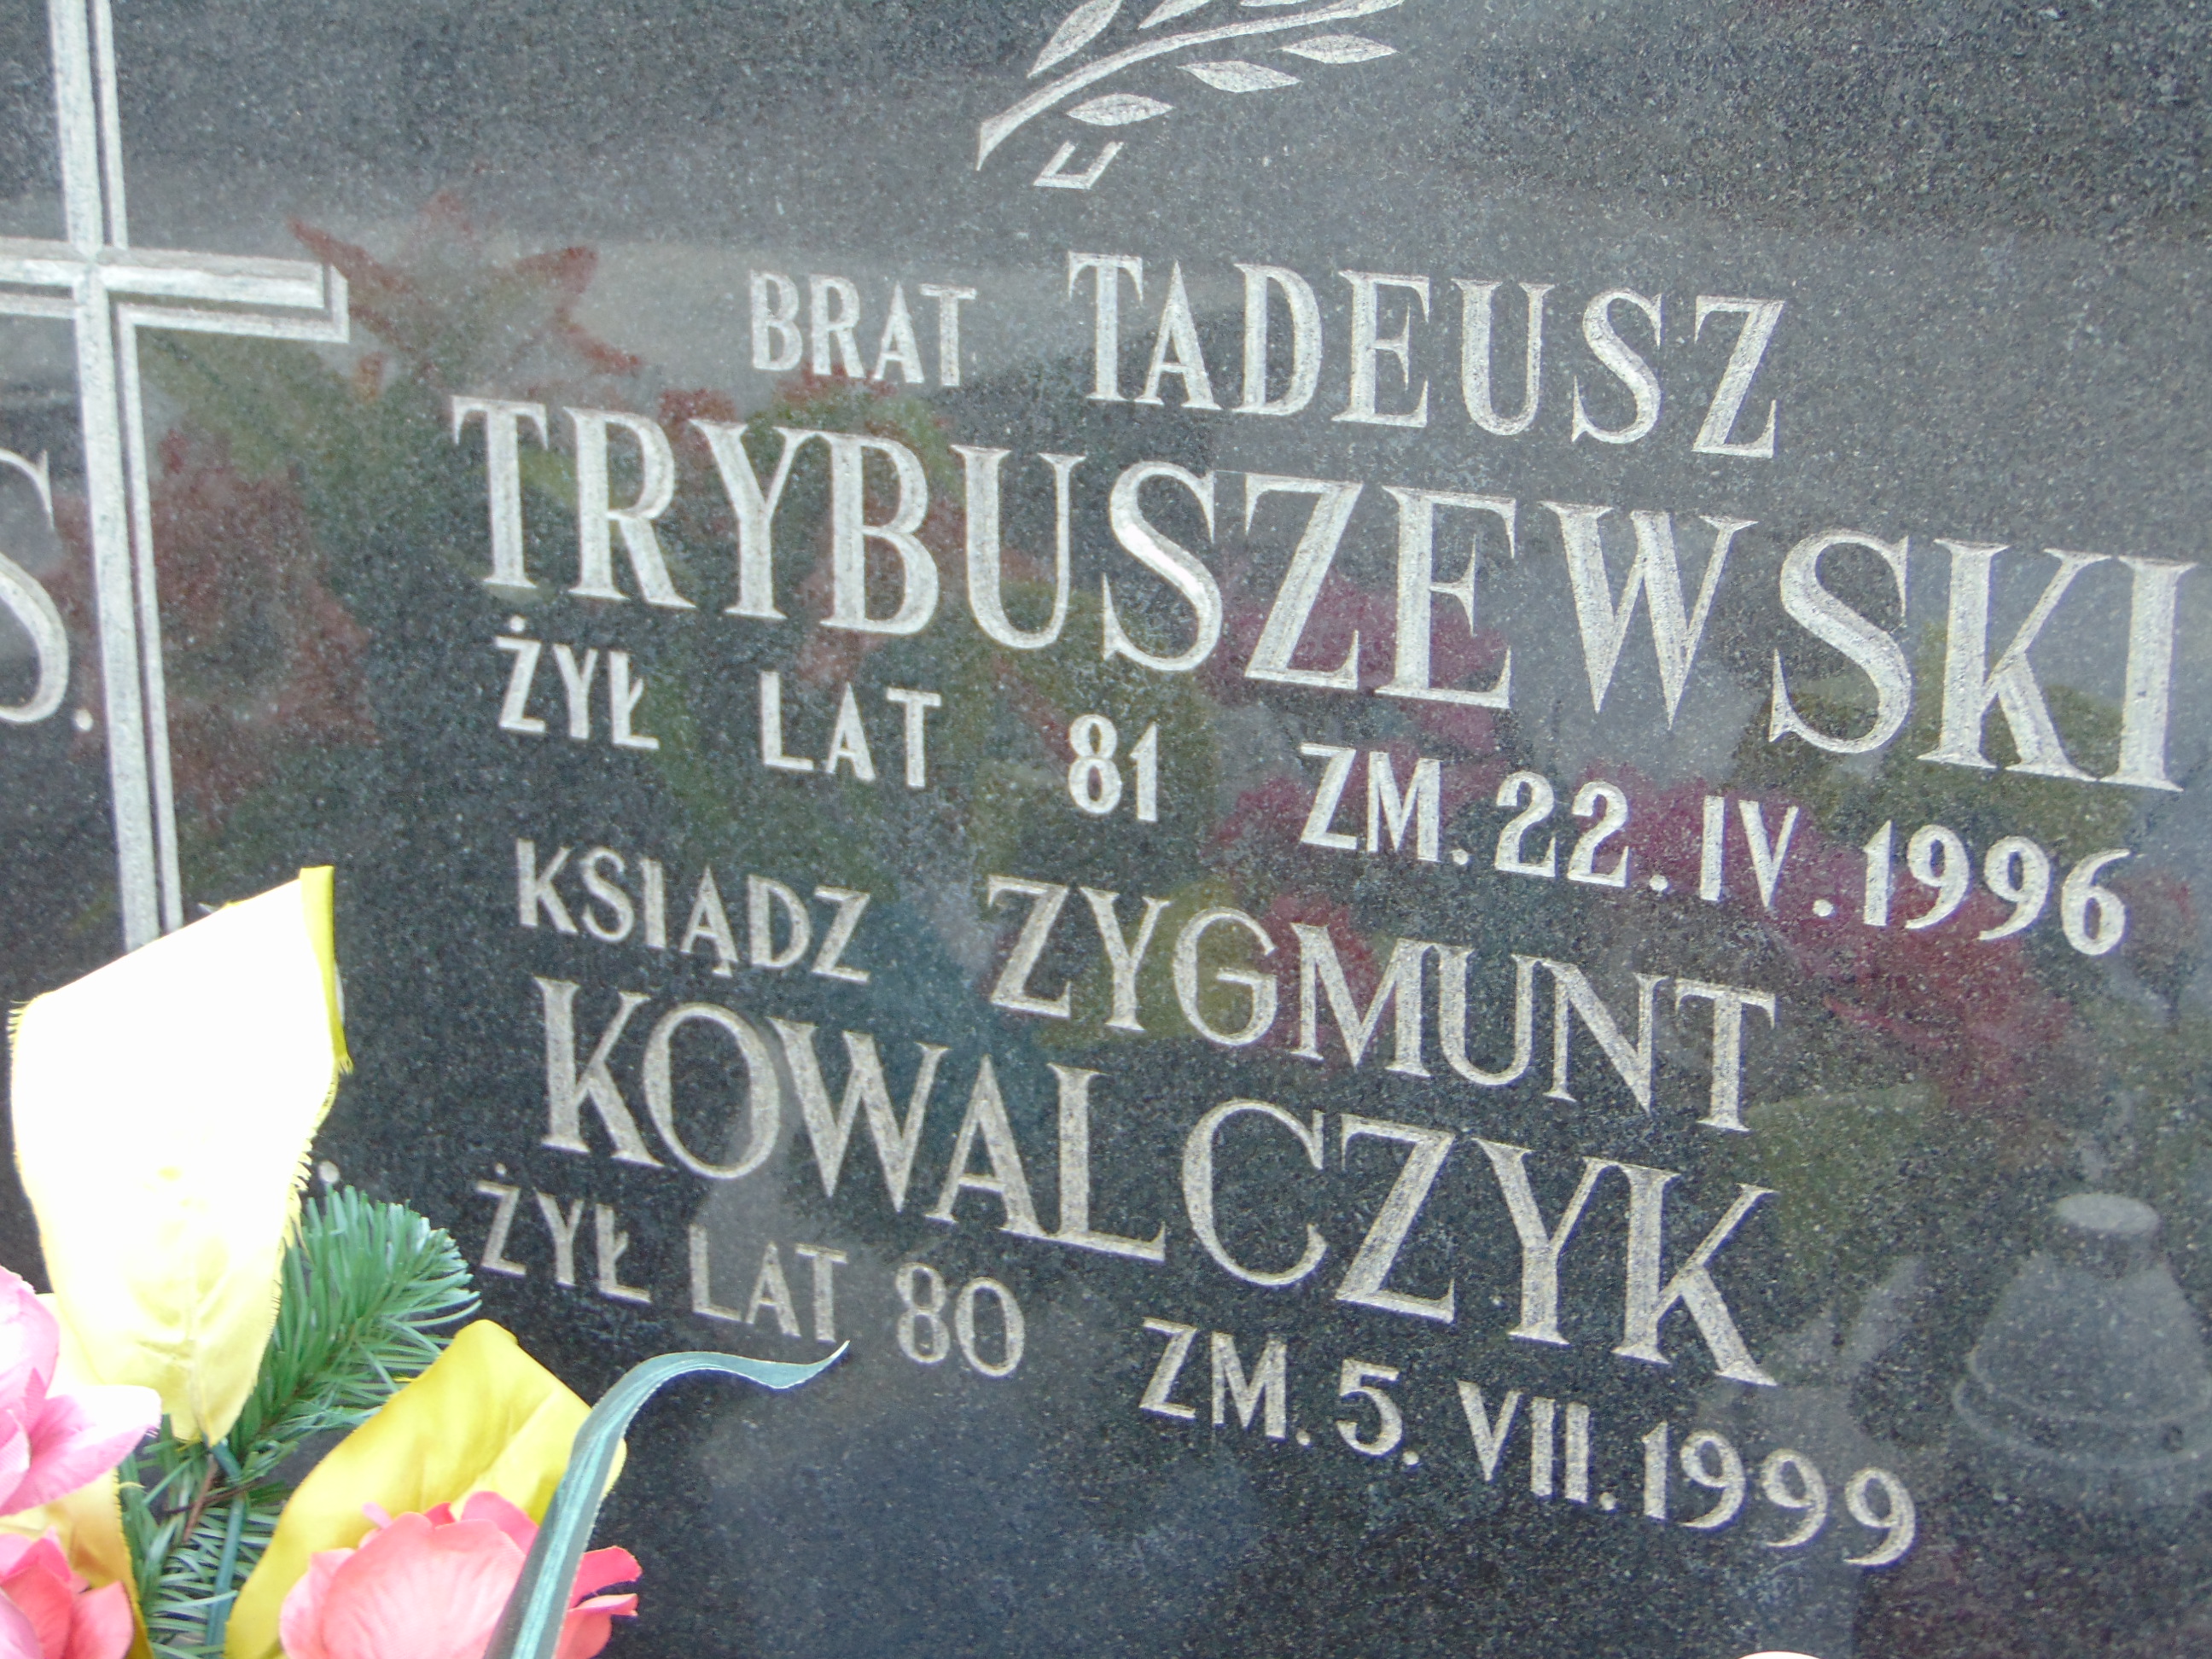 BRAT TADEUSZ
TRYBUSZEWSKI
ŻYŁ LAT 81 ZM. 22. IV. 1996
KSIĄDZ ZYGMUNT
KOWALCZYK
ŻYŁ LAT 80 ZM. 5. VII. 1999